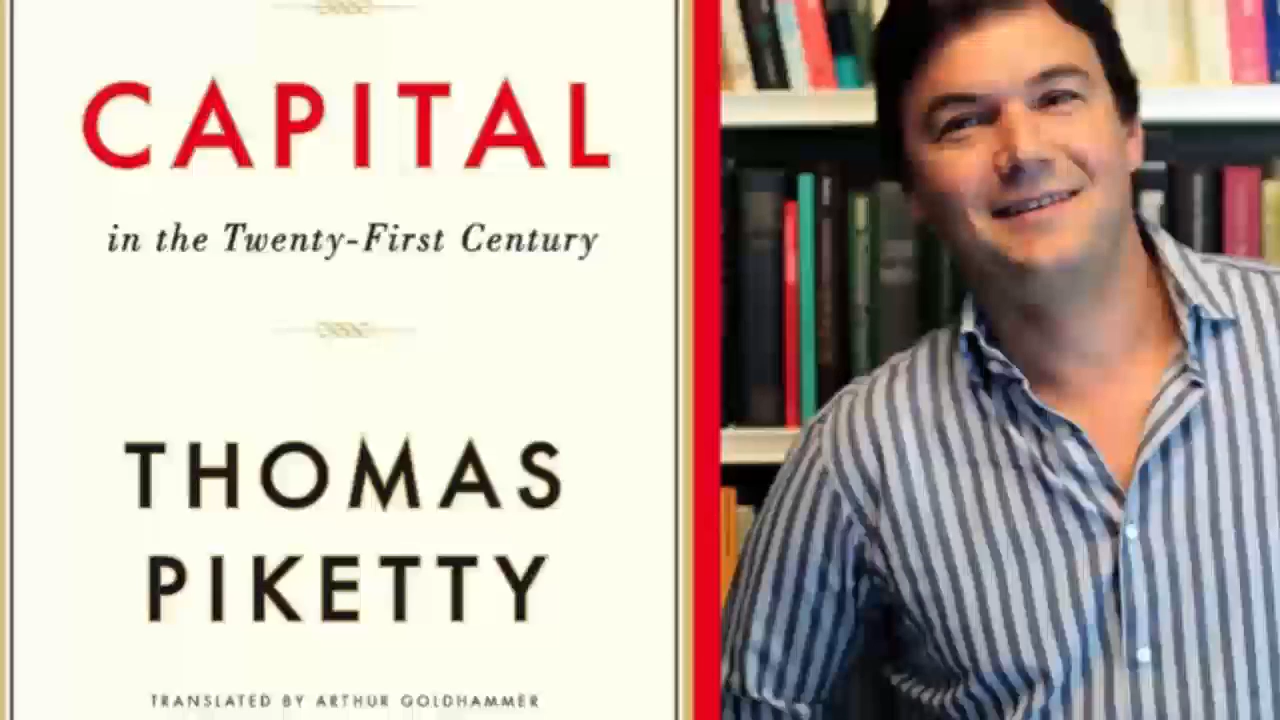 CAPITAL
in the Twenty-First Century
THOMAS
PIKETTY
TRANSLATED BY ARTHUR GOLDHAMMER